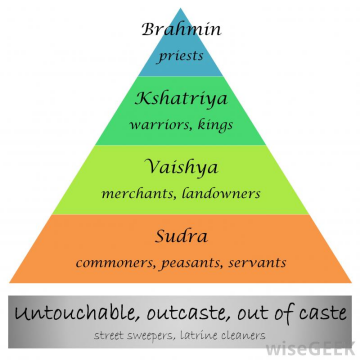 Brahmin
priests
Kshatriya
warriors, kings
Vaishya
merchants, landowners
Sudra
commoners, peasants, servants
Untouchable, outcaste, out of caste
street sweepers, latrine cleaners
wiseGEEK